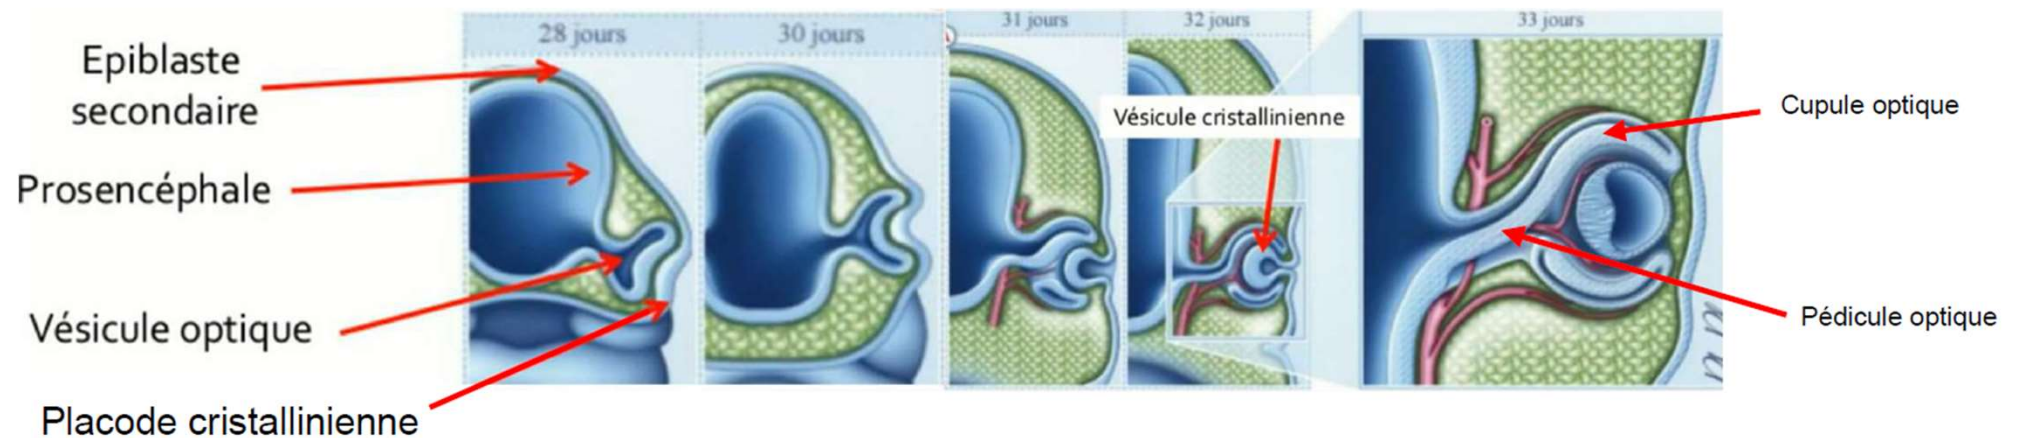 28 jours
30 jours
31 jours
32 jours
33 jours
Epiblaste
secondaire
Prosencéphale
Vésicule optique
Placode cristallinienne
Vésicule cristallinienne
Cupule optique
Pédicule optique